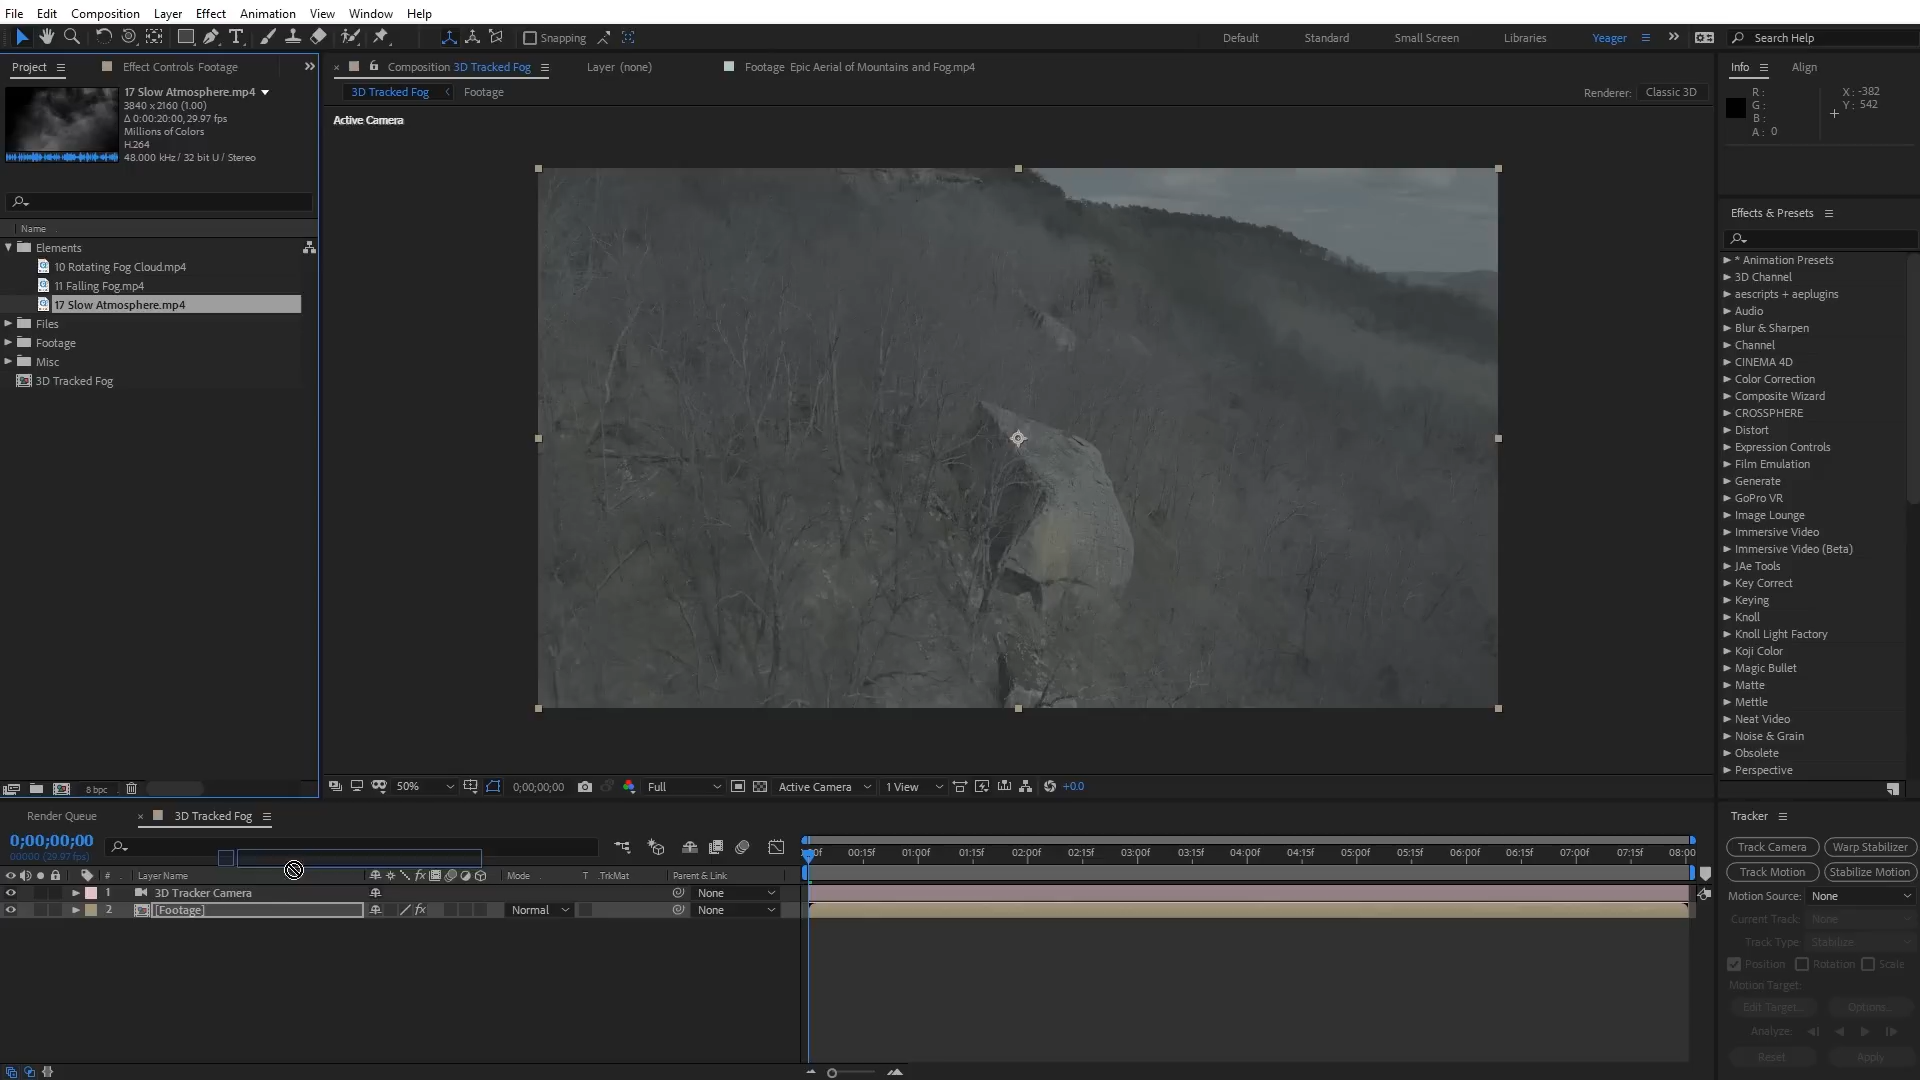 File Edit Composition Layer Effect Animation View Window Help
Snapping
Default Standard Small Screen Libraries Yeager Search Help
Project Effect Controls Footage
Composition 3D Tracked Fog Layer (none) Footage Epic Aerial of Mountains and Fog.mp4
Info Align
17 Slow Atmosphere.mp4
3840 x 2160 (1.00)
Δ 0:00:20:00, 29.97 fps
Millions of Colors
H.264
48.000 kHz / 32 bit U / Stereo
3D Tracked Fog Footage
Renderer: Classic 3D
R :
G :
B :
A : 0
X : -382
Y : 542
Active Camera
Name
Elements
10 Rotating Fog Cloud.mp4
11 Falling Fog.mp4
17 Slow Atmosphere.mp4
Files
Footage
Misc
3D Tracked Fog
Effects & Presets
* Animation Presets
3D Channel
aescripts + aeplugins
Audio
Blur & Sharpen
Channel
CINEMA 4D
Color Correction
Composite Wizard
CROSSPHERE
Distort
Expression Controls
Film Emulation
Generate
GoPro VR
Image Lounge
Immersive Video
Immersive Video (Beta)
JAe Tools
Key Correct
Keying
Knoll
Knoll Light Factory
Koji Color
Magic Bullet
Matte
Mettle
Neat Video
Noise & Grain
Obsolete
Perspective
8 bpc
50% 0;00;00;00 Full Active Camera 1 View +0.0
Render Queue 3D Tracked Fog
0;00;00;00
00000 (29.97 fps)
00:15f 01:00f 01:15f 02:00f 02:15f 03:00f 03:15f 04:00f 04:15f 05:00f 05:15f 06:00f 06:15f 07:00f 07:15f 08:00
# Layer Name fx Mode T .TrkMat Parent & Link
1 3D Tracker Camera None
2 [Footage] fx Normal None
Tracker
Track Camera Warp Stabilizer
Track Motion Stabilize Motion
Motion Source: None
Current Track: None
Track Type: Stabilize
Position Rotation Scale
Motion Target:
Edit Target... Options...
Analyze:
Reset Apply